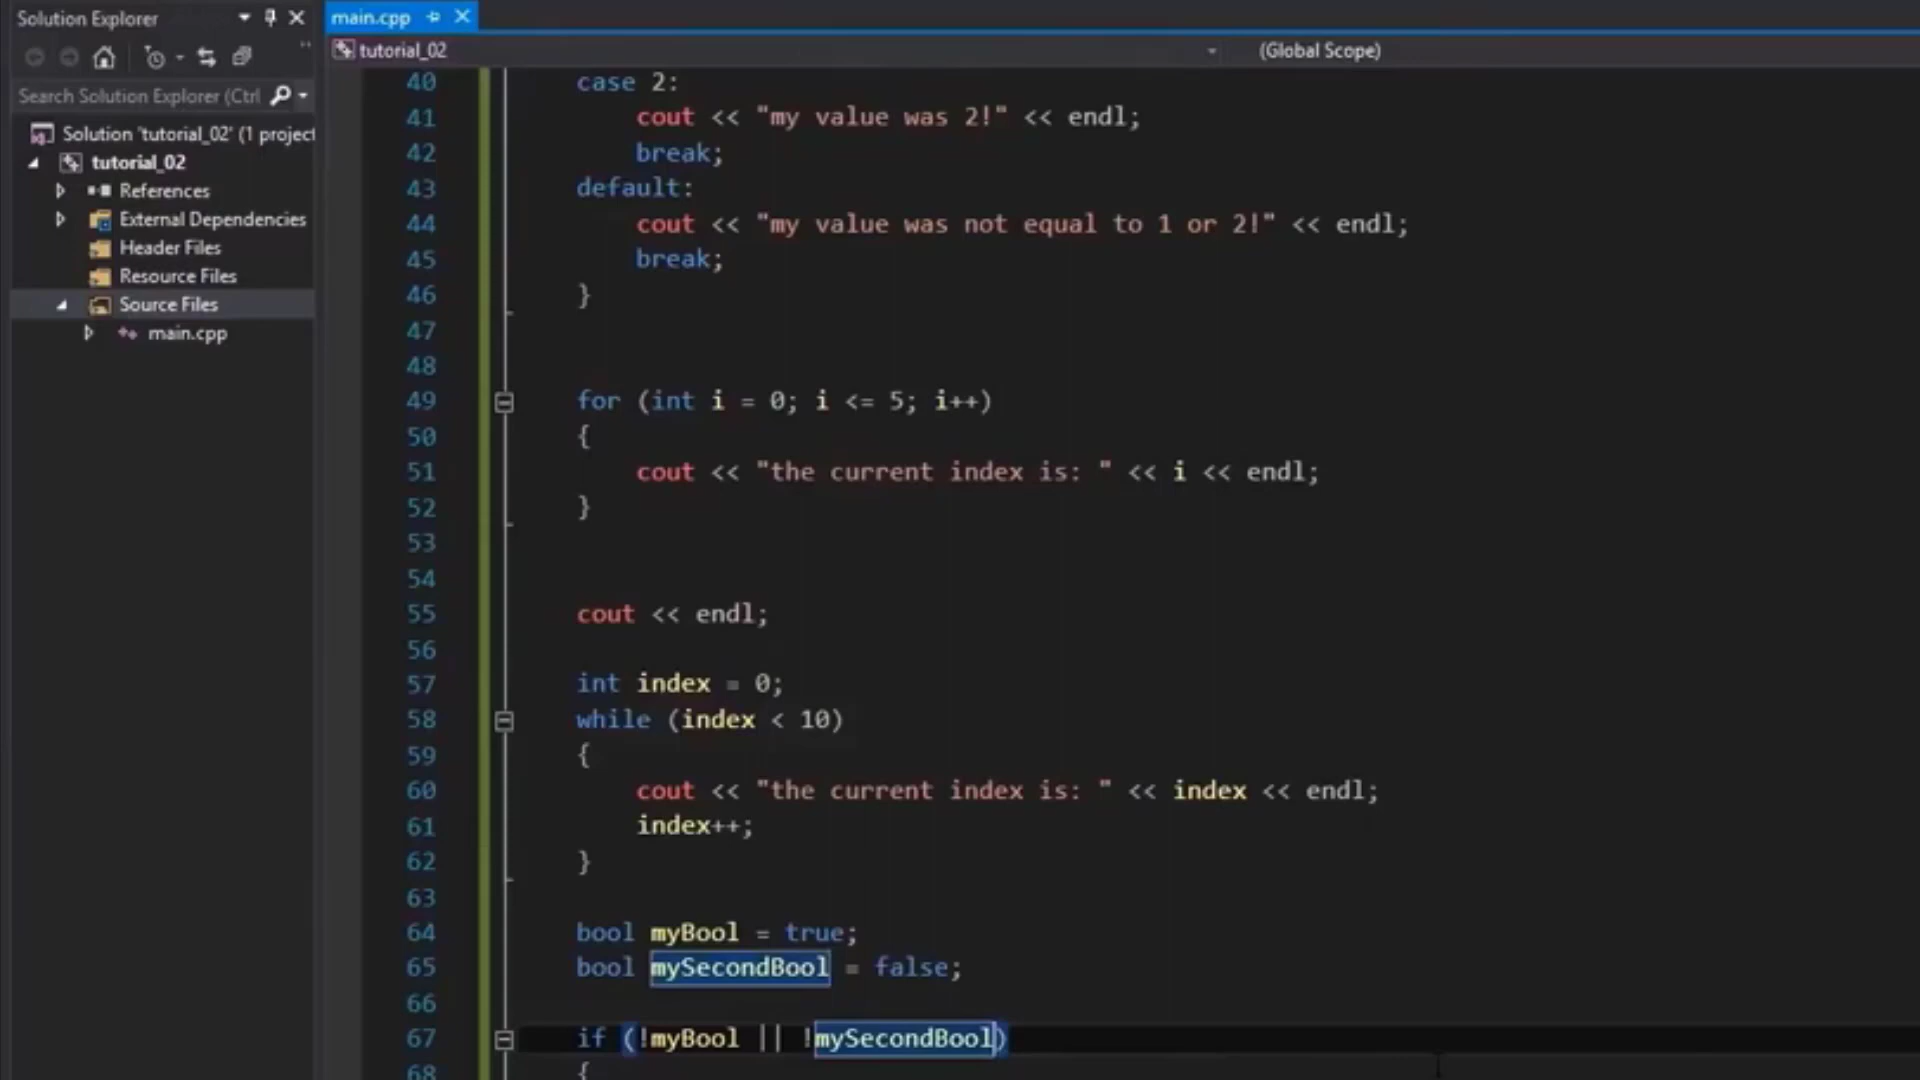 Solution Explorer
Search Solution Explorer (Ctrl
Solution 'tutorial_02' (1 project
tutorial_02
References
External Dependencies
Header Files
Resource Files
Source Files
main.cpp
main.cpp
tutorial_02 (Global Scope)
40 case 2:
41 cout << "my value was 2!" << endl;
42 break;
43 default:
44 cout << "my value was not equal to 1 or 2!" << endl;
45 break;
46 }
47
48
49 for (int i = 0; i <= 5; i++)
50 {
51 cout << "the current index is: " << i << endl;
52 }
53
54
55 cout << endl;
56
57 int index = 0;
58 while (index < 10)
59 {
60 cout << "the current index is: " << index << endl;
61 index++;
62 }
63
64 bool myBool = true;
65 bool mySecondBool = false;
66
67 if (!myBool || !mySecondBool)
68 {